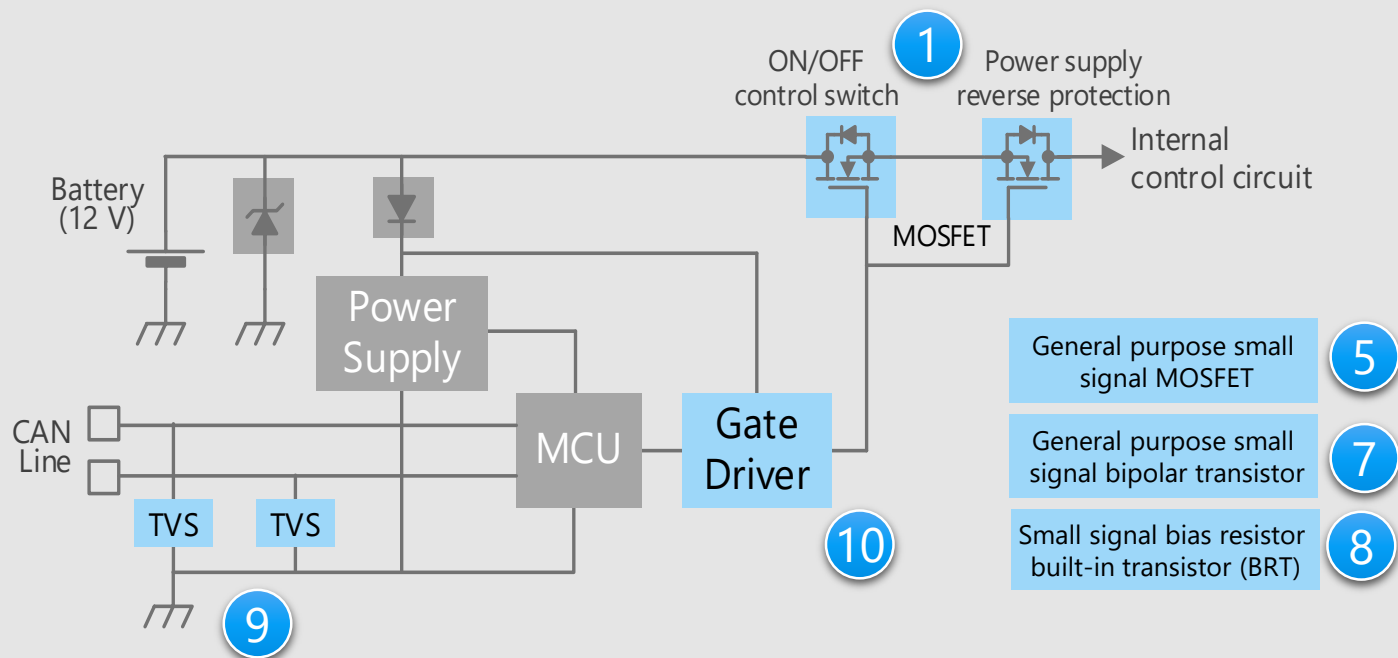 1
ON/OFF
control switch
Power supply
reverse protection
Internal
control circuit
Battery
(12 V)
MOSFET
Power
Supply
General purpose small
signal MOSFET
5
CAN
Line
MCU
Gate
Driver
General purpose small
signal bipolar transistor
7
TVS
TVS
10
Small signal bias resistor
built-in transistor (BRT)
8
9